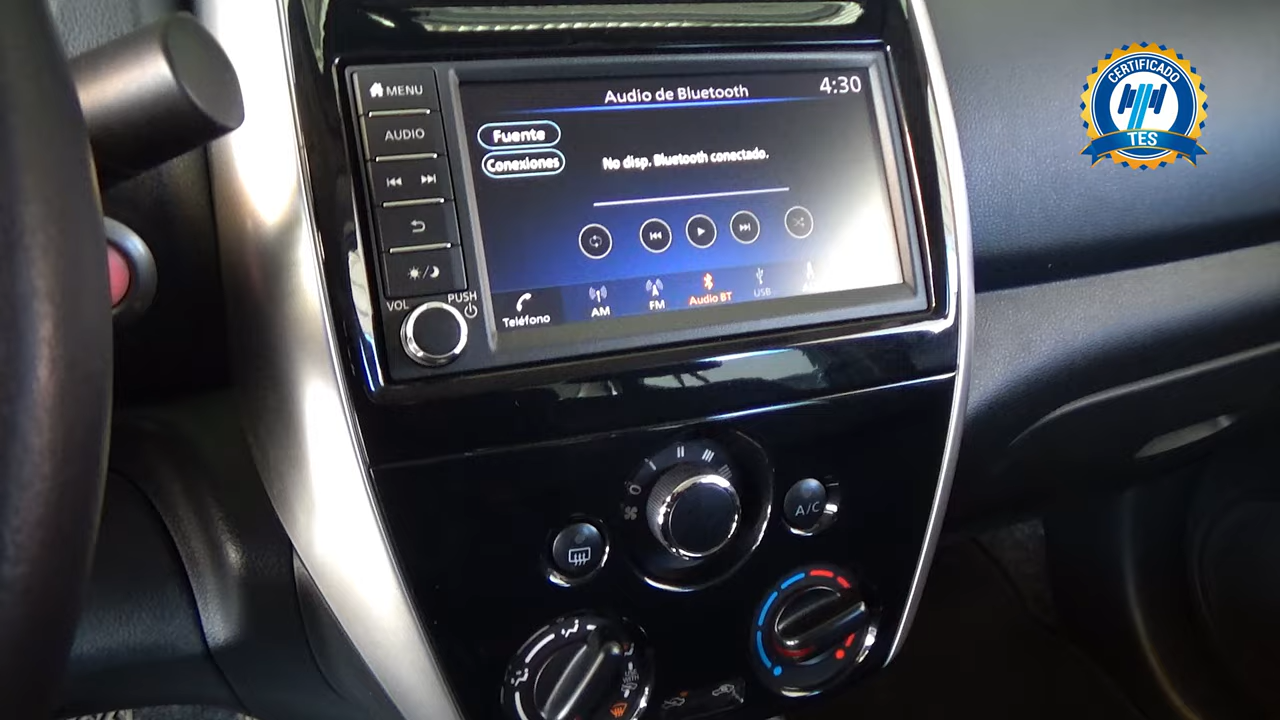 MENU
AUDIO
VOL
PUSH
Audio de Bluetooth
4:30
Fuente
Conexiones
No disp. Bluetooth conectado.
Teléfono
AM
FM
Audio BT
USB
A/C
CERTIFICADO
TES